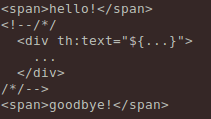 <span>hello!</span>
<!--/*/
  <div th:text="${...}">
    ...
  </div>
/*/-->
<span>goodbye!</span>